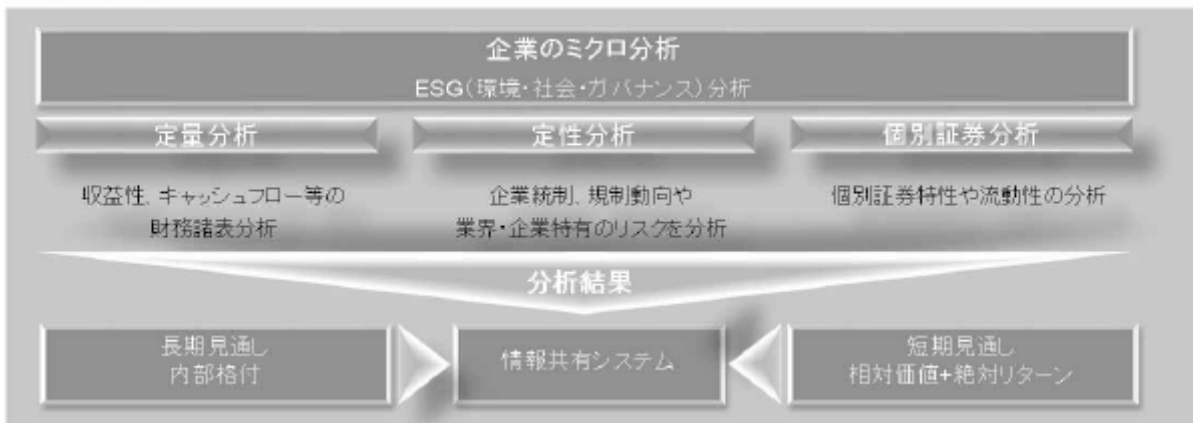 企業のミクロ分析
ESG(環境・社会・ガバナンス)分析
定量分析
定性分析
個別証券分析
収益性、キャッシュフロー等の
財務諸表分析
企業統制、規制動向や
業界・企業特有のリスクを分析
個別証券特性や流動性の分析
分析結果
長期見通し
内部格付
情報共有システム
短期見通し
相対価値+絶対リターン